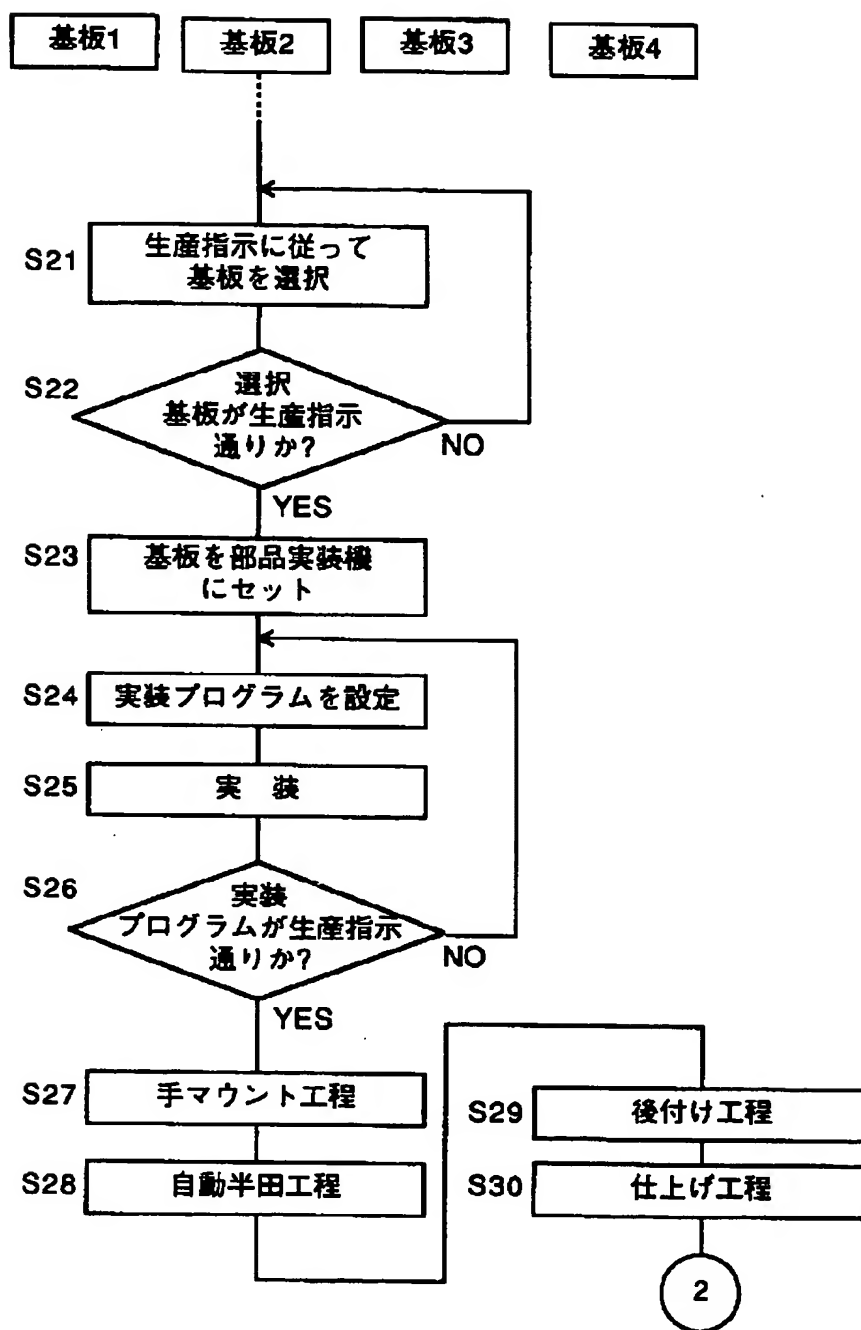 基板1
基板2
基板3
基板4
S21
生産指示に従って
基板を選択
S22
選択
基板が生産指示
通りか?
NO
YES
S23
基板を部品実装機
にセット
S24
実装プログラムを設定
S25
実　装
S26
実装
プログラムが生産指示
通りか?
NO
YES
S27
手マウント工程
S28
自動半田工程
S29
後付け工程
S30
仕上げ工程
2